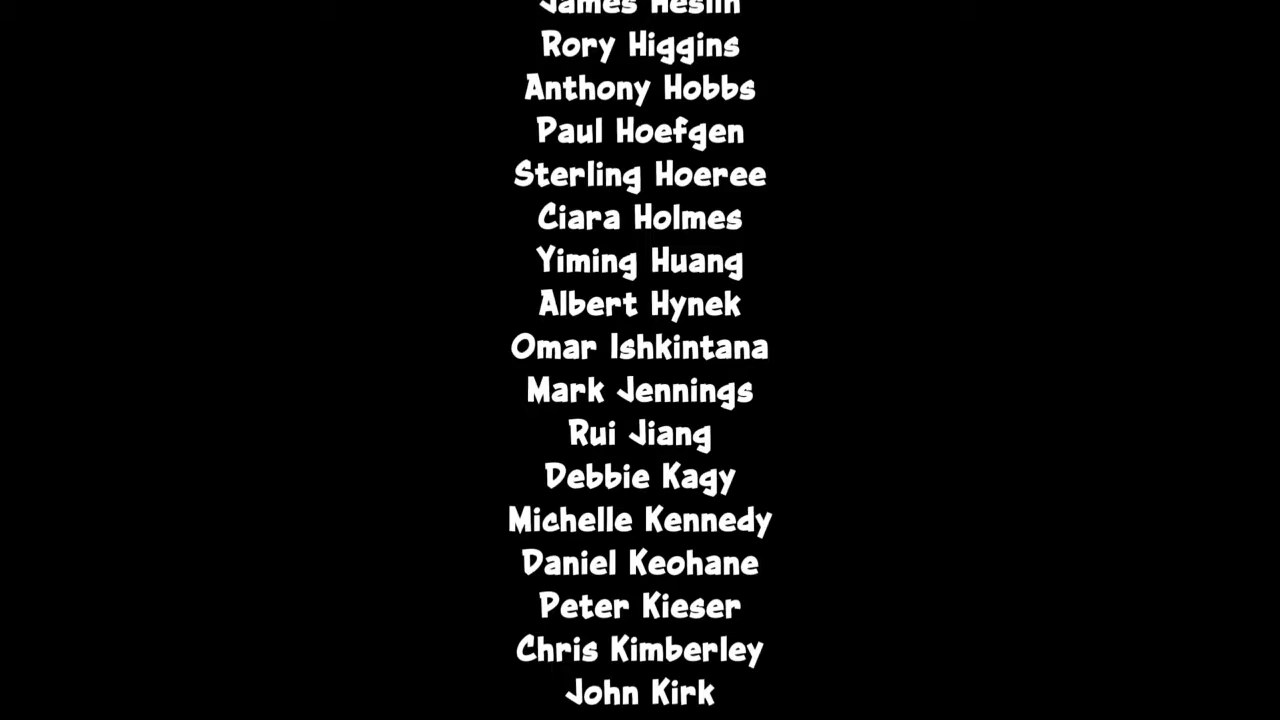 James Heslin
Rory Higgins
Anthony Hobbs
Paul Hoefgen
Sterling Hoeree
Ciara Holmes
Yiming Huang
Albert Hynek
Omar Ishkintana
Mark Jennings
Rui Jiang
Debbie Kagy
Michelle Kennedy
Daniel Keohane
Peter Kieser
Chris Kimberley
John Kirk